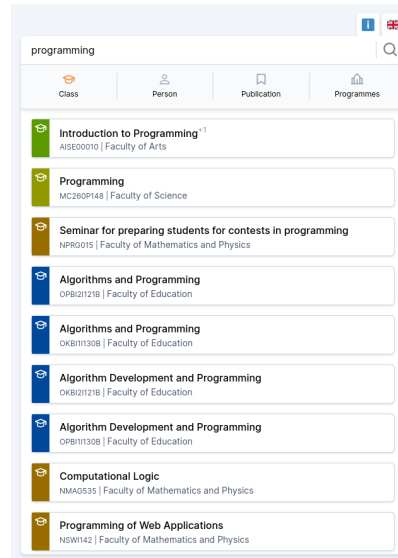 programming
Class
Person
Publication
Programmes
Introduction to Programming+1
AISE00010 | Faculty of Arts
Programming
MC260P148 | Faculty of Science
Seminar for preparing students for contests in programming
NPRG015 | Faculty of Mathematics and Physics
Algorithms and Programming
OPBI2I121B | Faculty of Education
Algorithms and Programming
OKBI1I130B | Faculty of Education
Algorithm Development and Programming
OKBI2I121B | Faculty of Education
Algorithm Development and Programming
OPBI1I130B | Faculty of Education
Computational Logic
NMAG535 | Faculty of Mathematics and Physics
Programming of Web Applications
NSWI142 | Faculty of Mathematics and Physics